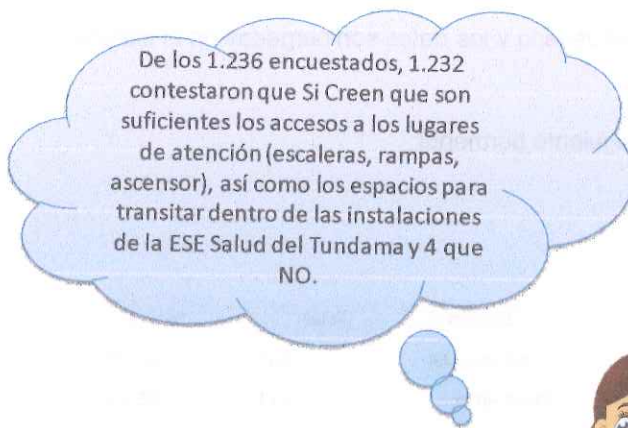 De los 1.236 encuestados, 1.232
contestaron que Si Creen que son
suficientes los accesos a los lugares
de atención (escaleras, rampas,
ascensor), así como los espacios para
transitar dentro de las instalaciones
de la ESE Salud del Tundama y 4 que
NO.